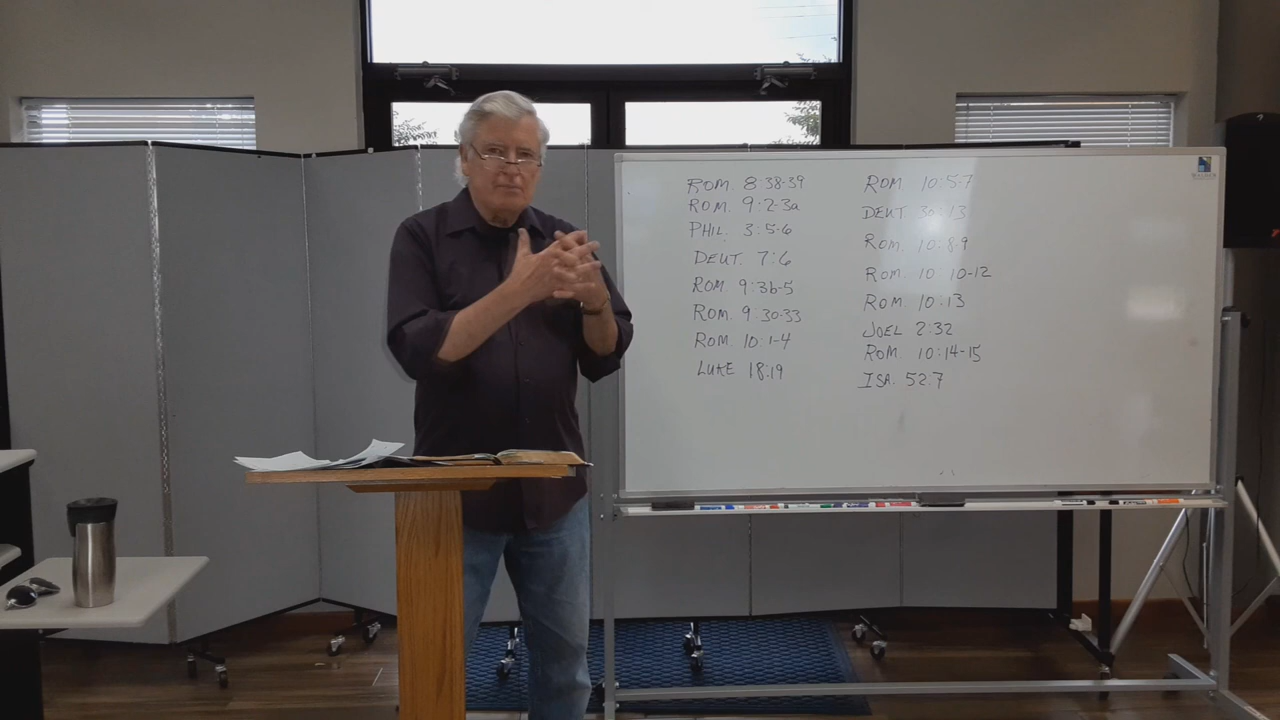 ROM. 8:38-39
ROM. 9:2-3a
PHIL. 3:5-6
DEUT. 7:6
ROM. 9:3b-5
ROM. 9:30-33
ROM. 10:1-4
LUKE 18:19
ROM 10:5-7
DEUT. 30:13
ROM. 10:8-9
ROM. 10 10-12
ROM. 10:13
JOEL 2:32
ROM. 10:14-15
ISA. 52:7